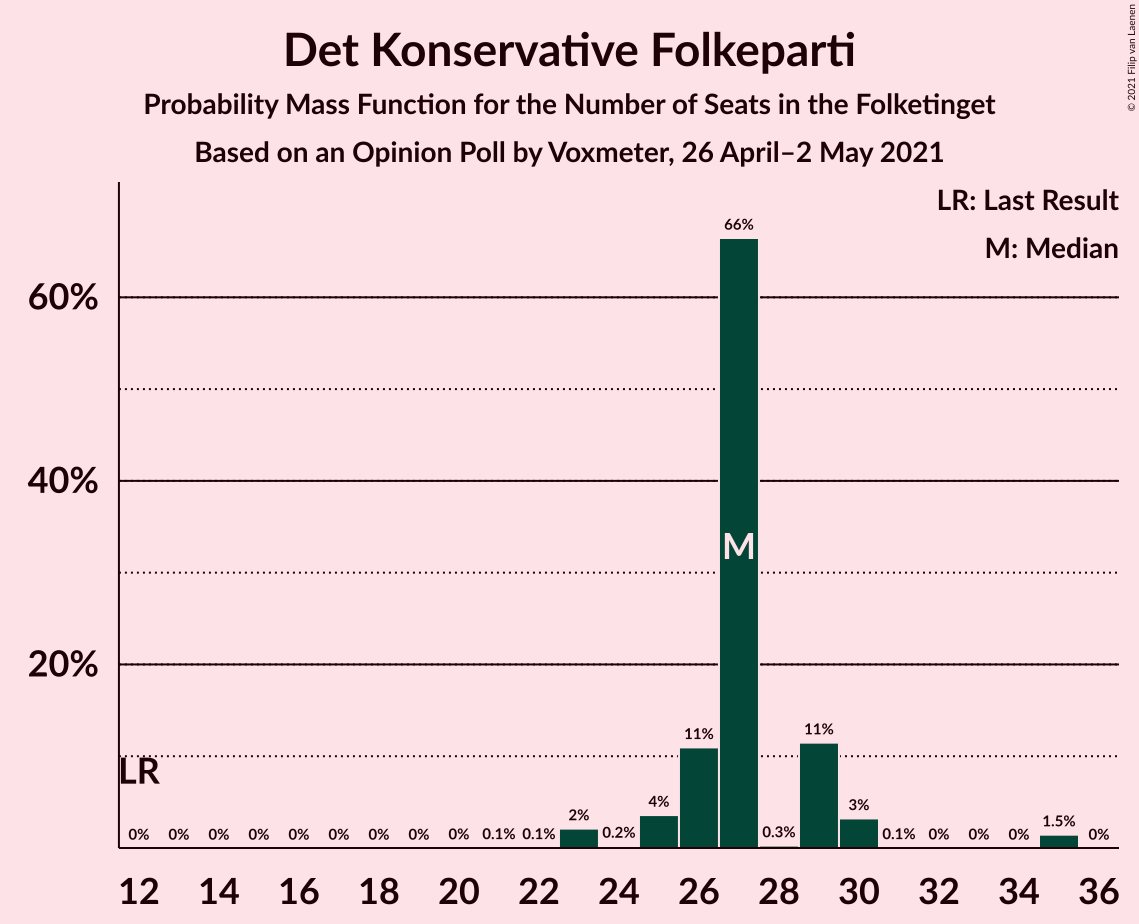 Det Konservative Folkeparti
Probability Mass Function for the Number of Seats in the Folketinget
Based on an Opinion Poll by Voxmeter, 26 April–2 May 2021
© 2021 Filip van Laenen
LR: Last Result
M: Median
60%
40%
20%
LR
M
0% 0% 0% 0% 0% 0% 0% 0% 0% 0.1% 0.1% 2% 0.2% 4% 11% 66% 0.3% 11% 3% 0.1% 0% 0% 0% 1.5% 0%
12 14 16 18 20 22 24 26 28 30 32 34 36